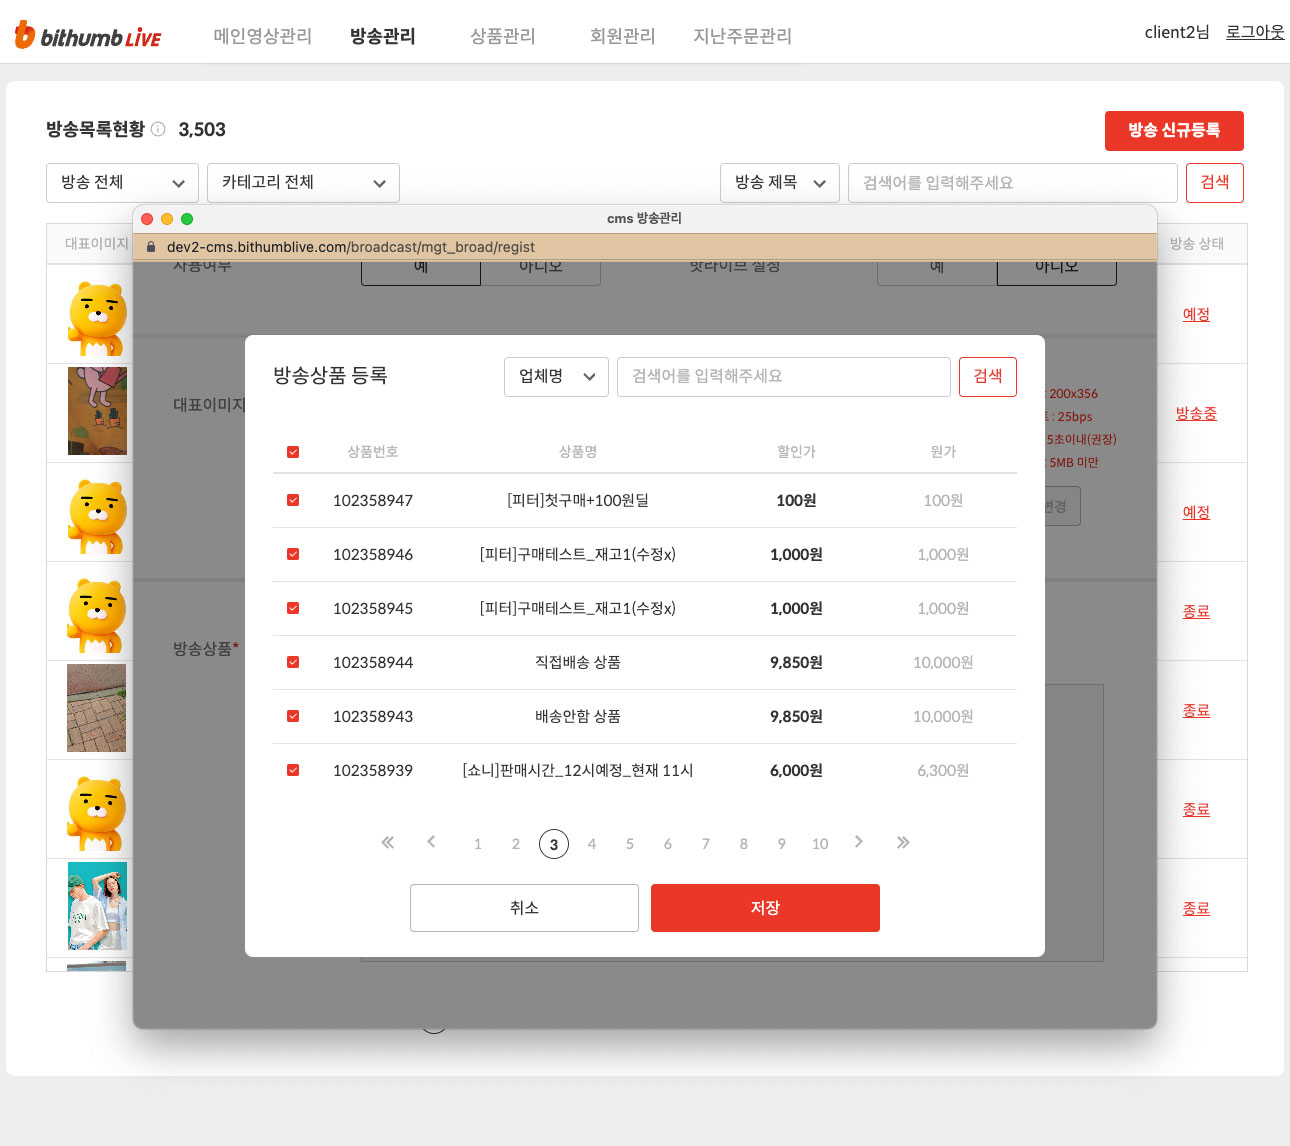 bithumb LIVE
메인영상관리 방송관리 상품관리 회원관리 지난주문관리
client2님 로그아웃
방송목록현황 3,503
방송 신규등록
방송 전체 카테고리 전체 방송 제목 검색어를 입력해주세요 검색
cms 방송관리
대표이미지 방송 상태
dev2-cms.bithumblive.com/broadcast/mgt_broad/regist
사용여부 예 아니오 핫라이브 설정 예 아니오
예정
방송상품 등록 업체명 검색어를 입력해주세요 검색
대표이미지
: 200x356
: 25bps
5초이내(권장)
: 5MB 미만
변경
방송중
상품번호 상품명 할인가 원가
102358947 [피터]첫구매+100원딜 100원 100원
예정
102358946 [피터]구매테스트_재고1(수정x) 1,000원 1,000원
102358945 [피터]구매테스트_재고1(수정x) 1,000원 1,000원
종료
방송상품*
102358944 직접배송 상품 9,850원 10,000원
102358943 배송안함 상품 9,850원 10,000원
종료
102358939 [쇼니]판매시간_12시예정_현재 11시 6,000원 6,300원
종료
« < 1 2 3 4 5 6 7 8 9 10 > »
취소 저장
종료